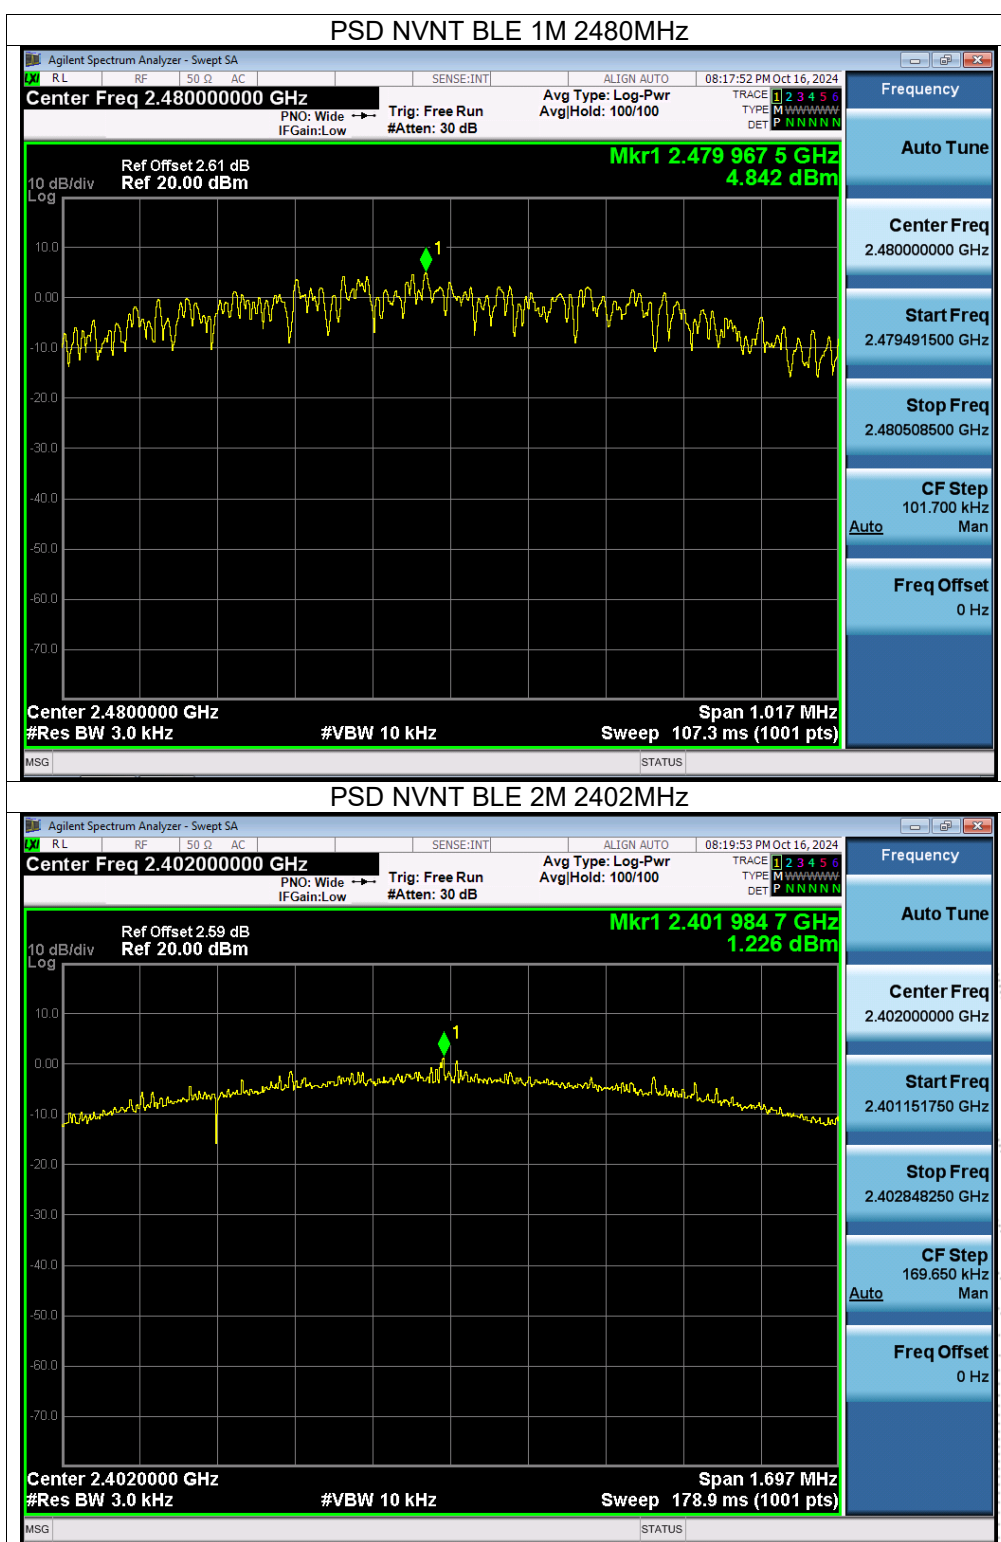 PSD NVNT BLE 1M 2480MHz
Agilent Spectrum Analyzer - Swept SA
LXI RL RF 50 Ω AC SENSE:INT ALIGN AUTO 08:17:52 PM Oct 16, 2024
Center Freq 2.480000000 GHz
PNO: Wide
IFGain:Low
Trig: Free Run
#Atten: 30 dB
Avg Type: Log-Pwr
Avg|Hold: 100/100
TRACE 1 2 3 4 5 6
TYPE M WWWWW
DET P N N N N N
Mkr1 2.479 967 5 GHz
4.842 dBm
Ref Offset 2.61 dB
10 dB/div Ref 20.00 dBm
Log
1
10.0
0.00
-10.0
-20.0
-30.0
-40.0
-50.0
-60.0
-70.0
Center 2.4800000 GHz Span 1.017 MHz
#Res BW 3.0 kHz #VBW 10 kHz Sweep 107.3 ms (1001 pts)
MSG STATUS
Frequency
Auto Tune
Center Freq
2.480000000 GHz
Start Freq
2.479491500 GHz
Stop Freq
2.480508500 GHz
CF Step
101.700 kHz
Auto Man
Freq Offset
0 Hz
PSD NVNT BLE 2M 2402MHz
Agilent Spectrum Analyzer - Swept SA
LXI RL RF 50 Ω AC SENSE:INT ALIGN AUTO 08:19:53 PM Oct 16, 2024
Center Freq 2.402000000 GHz
PNO: Wide
IFGain:Low
Trig: Free Run
#Atten: 30 dB
Avg Type: Log-Pwr
Avg|Hold: 100/100
TRACE 1 2 3 4 5 6
TYPE M WWWWW
DET P N N N N N
Mkr1 2.401 984 7 GHz
1.226 dBm
Ref Offset 2.59 dB
10 dB/div Ref 20.00 dBm
Log
1
10.0
0.00
-10.0
-20.0
-30.0
-40.0
-50.0
-60.0
-70.0
Center 2.4020000 GHz Span 1.697 MHz
#Res BW 3.0 kHz #VBW 10 kHz Sweep 178.9 ms (1001 pts)
MSG STATUS
Frequency
Auto Tune
Center Freq
2.402000000 GHz
Start Freq
2.401151750 GHz
Stop Freq
2.402848250 GHz
CF Step
169.650 kHz
Auto Man
Freq Offset
0 Hz